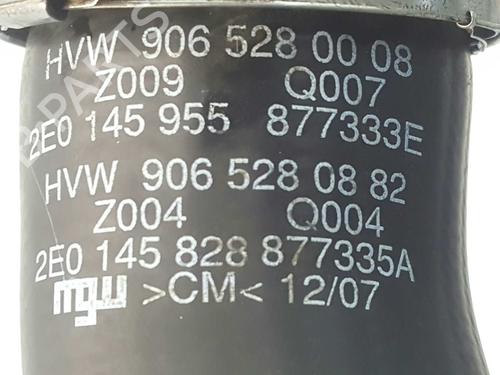 HVW 906 528 00 08
Z009 Q007
2E0 145 955 877333E
HVW 906 528 08 82
Z004 Q004
2E0 145 828 877335A
mgw >CM< 12/07